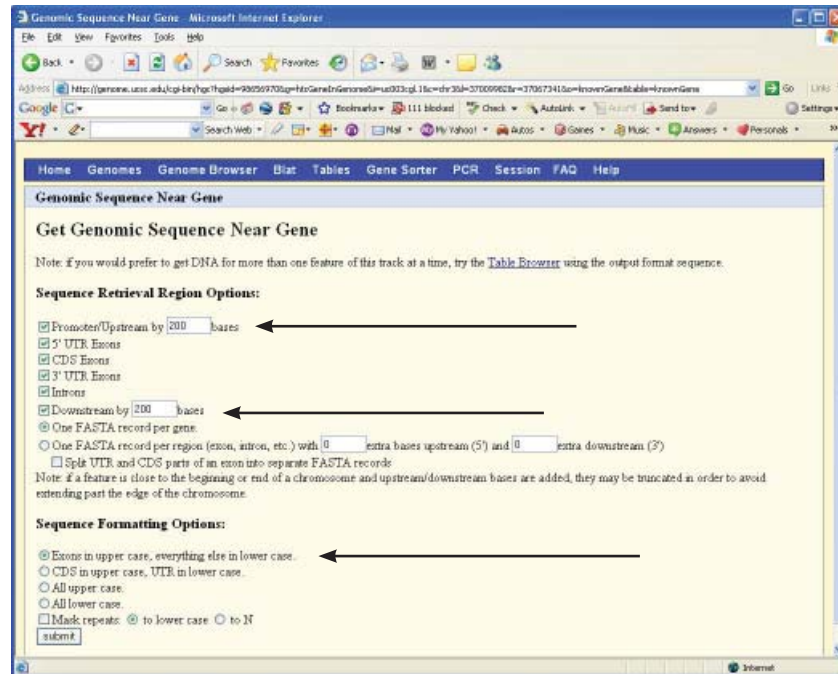 Genomic Sequence Near Gene - Microsoft Internet Explorer
File Edit View Favorites Tools Help
Back Search Favorites
Address Go Links
Google Go Bookmarks 111 blocked Check AutoLink Send to Settings
Y! Search Web Mail My Yahoo! Autos Games Music Answers Personals
Home Genomes Genome Browser Blat Tables Gene Sorter PCR Session FAQ Help
Genomic Sequence Near Gene
Get Genomic Sequence Near Gene
Note: if you would prefer to get DNA for more than one feature of this track at a time, try the Table Browser using the output format sequence.
Sequence Retrieval Region Options:
Promoter/Upstream by 200 bases
5' UTR Exons
CDS Exons
3' UTR Exons
Introns
Downstream by 200 bases
One FASTA record per gene.
One FASTA record per region (exon, intron, etc.) with 0 extra bases upstream (5') and 0 extra downstream (3')
Split UTR and CDS parts of an exon into separate FASTA records
Note: if a feature is close to the beginning or end of a chromosome and upstream/downstream bases are added, they may be truncated in order to avoid
extending past the edge of the chromosome.
Sequence Formatting Options:
Exons in upper case, everything else in lower case.
CDS in upper case, UTR in lower case.
All upper case.
All lower case.
Mask repeats: to lower case to N
submit
Internet